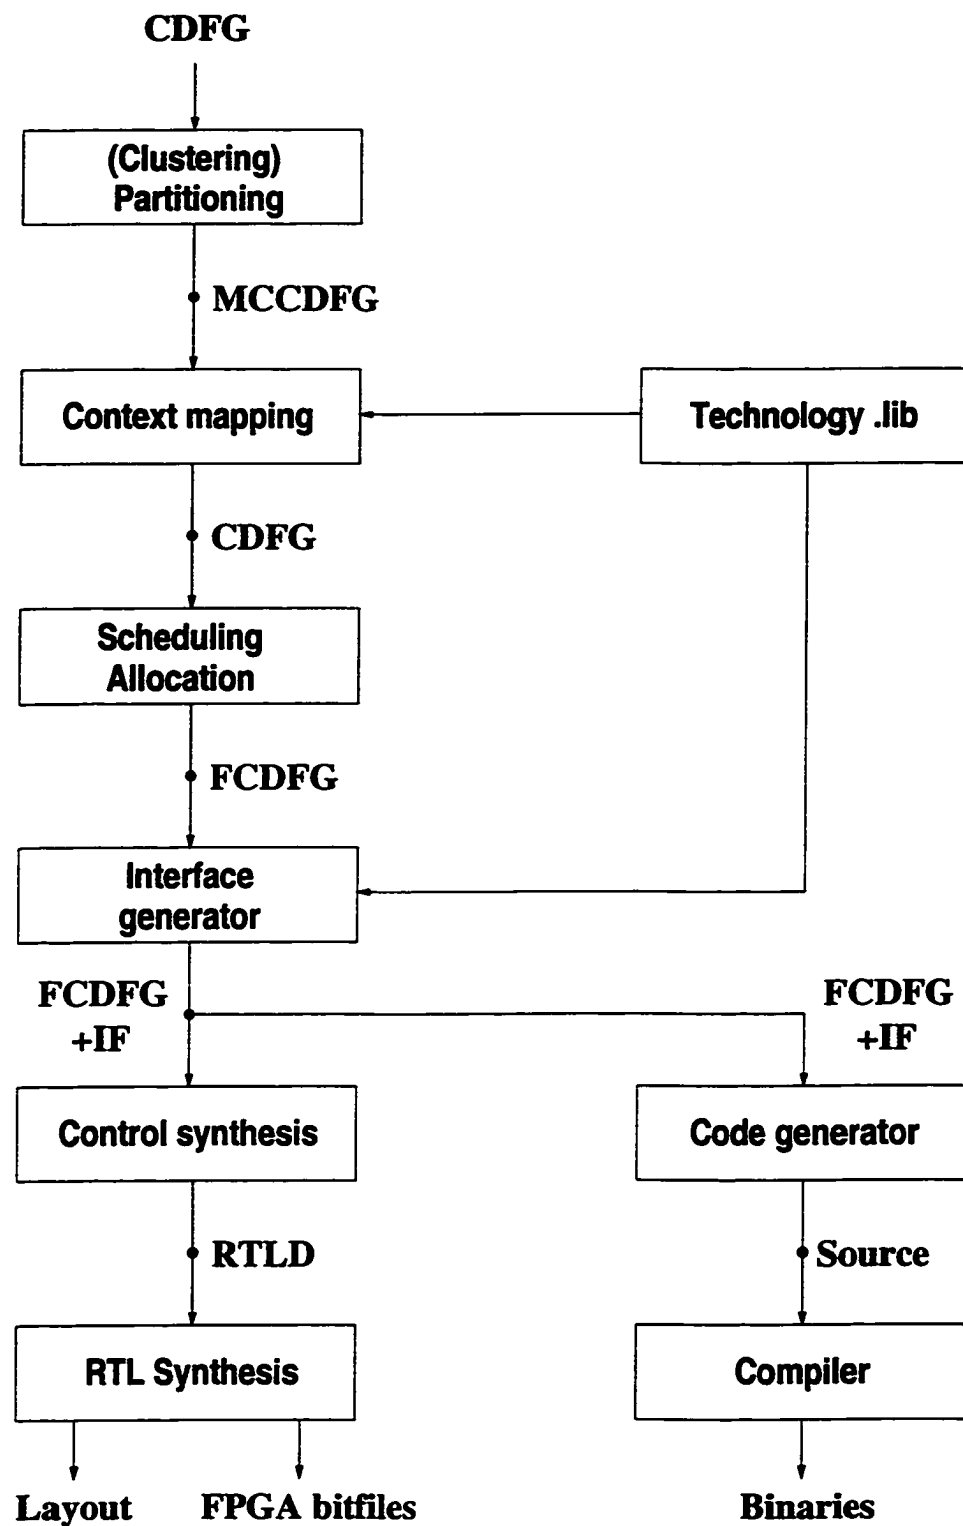 CDFG
(Clustering)
Partitioning
MCCDFG
Context mapping
Technology .lib
CDFG
Scheduling
Allocation
FCDFG
Interface
generator
FCDFG
+IF
FCDFG
+IF
Control synthesis
Code generator
RTLD
Source
RTL Synthesis
Compiler
Layout
FPGA bitfiles
Binaries